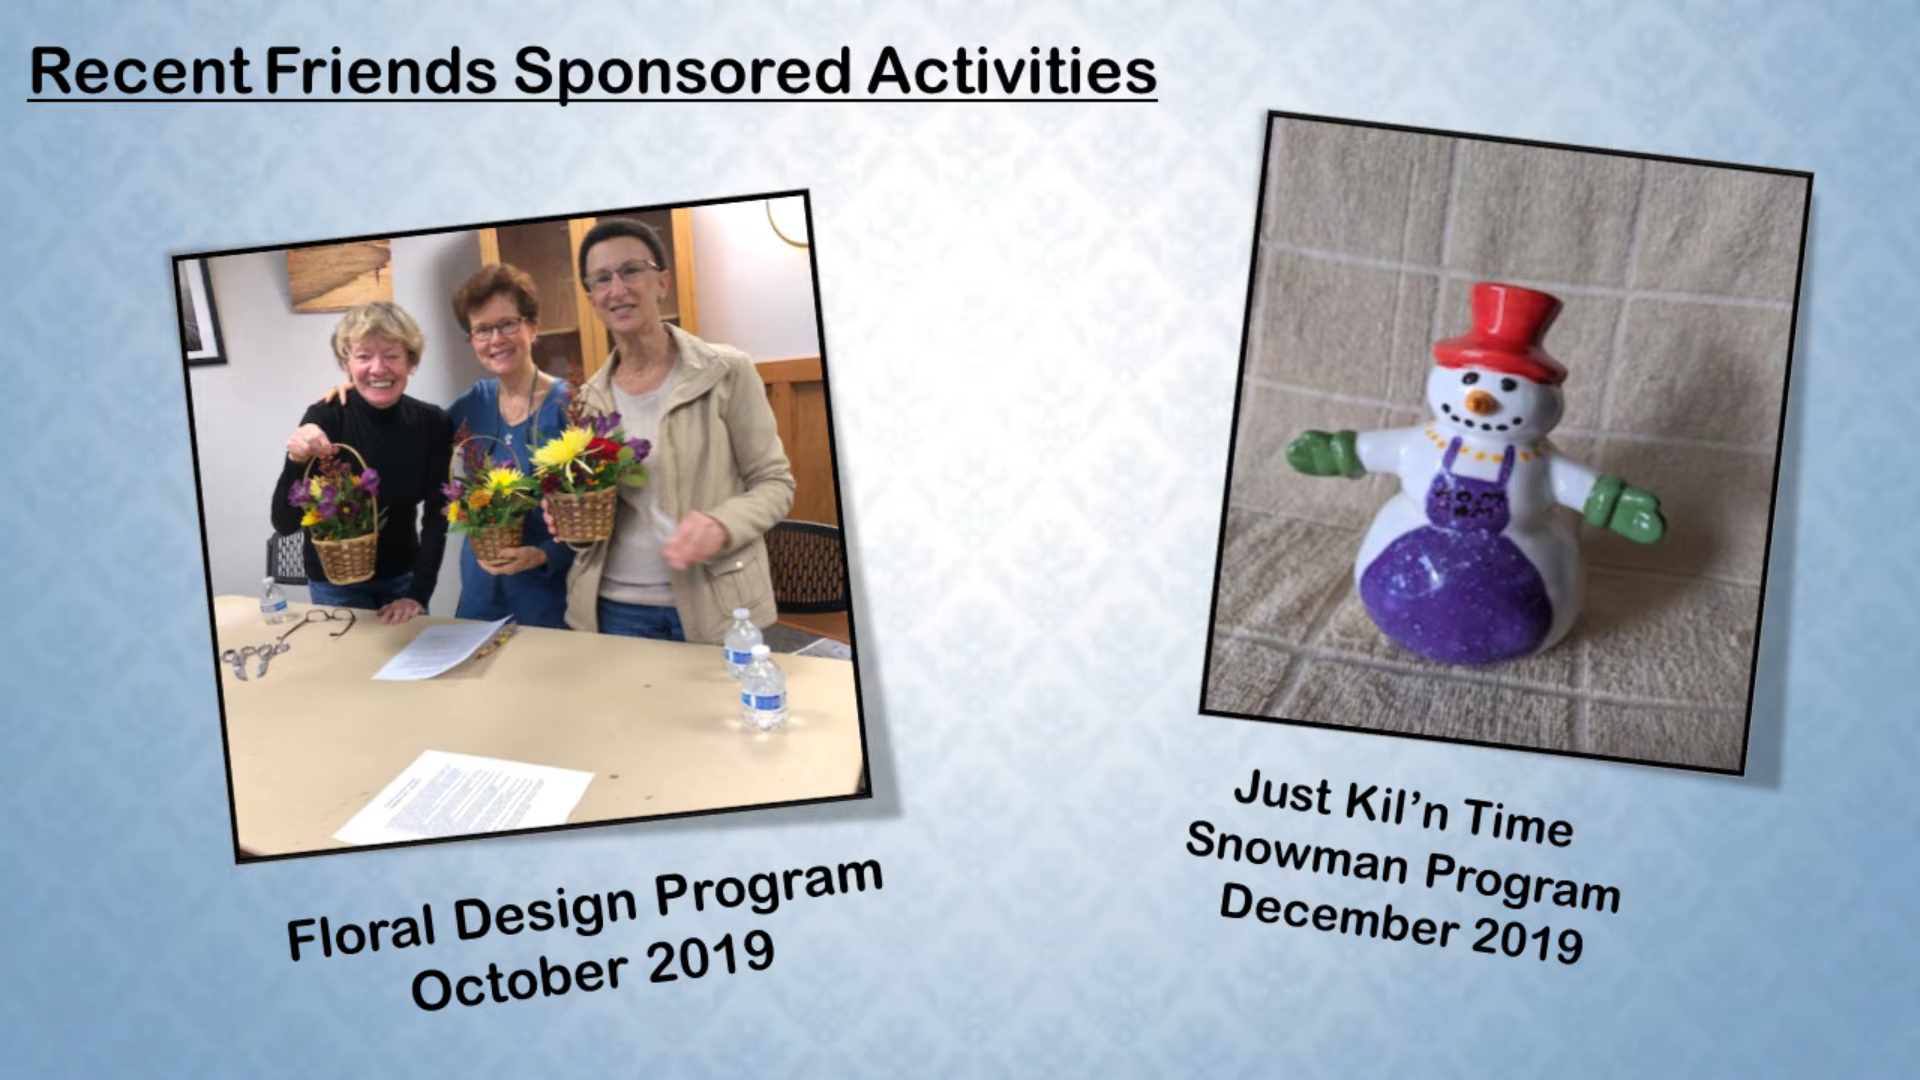 Recent Friends Sponsored Activities
Floral Design Program
October 2019
Just Kil’n Time
Snowman Program
December 2019